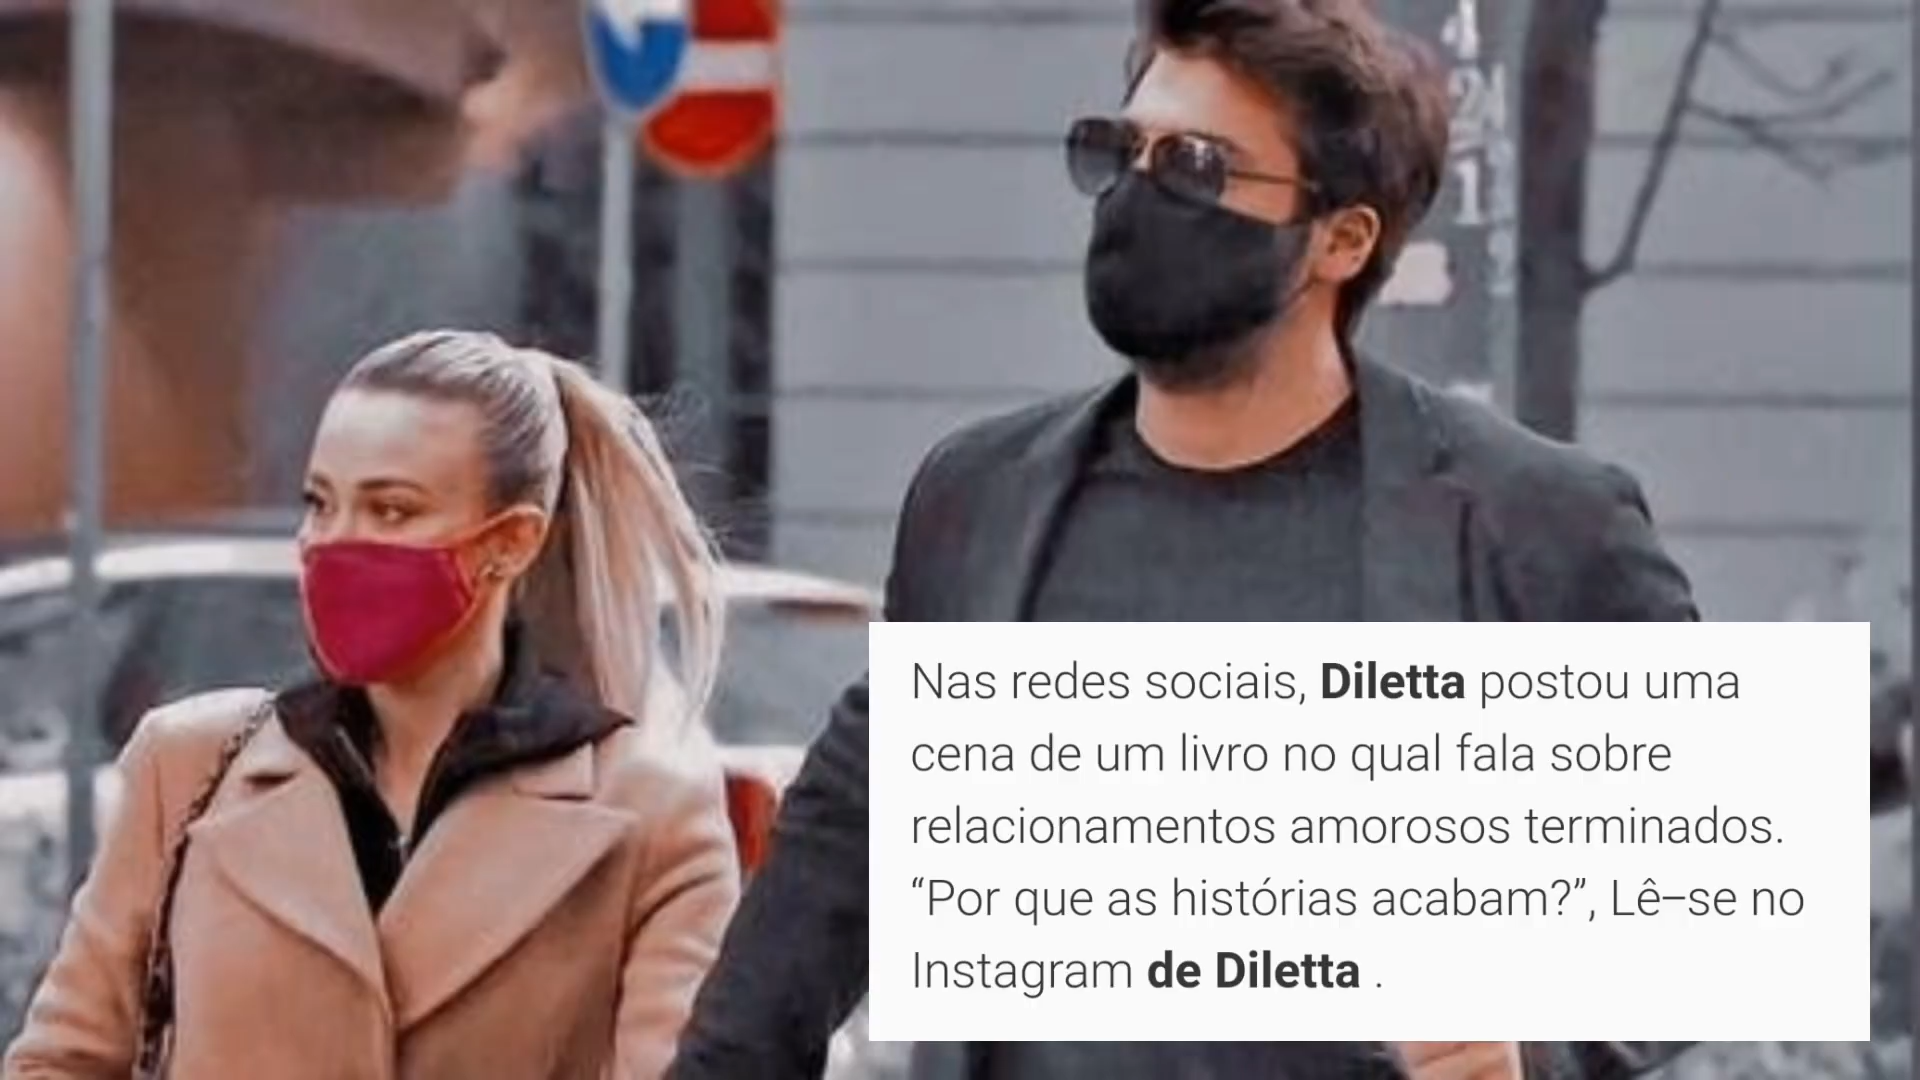 Nas redes sociais, Diletta postou uma
cena de um livro no qual fala sobre
relacionamentos amorosos terminados.
“Por que as histórias acabam?”, Lê-se no
Instagram de Diletta .